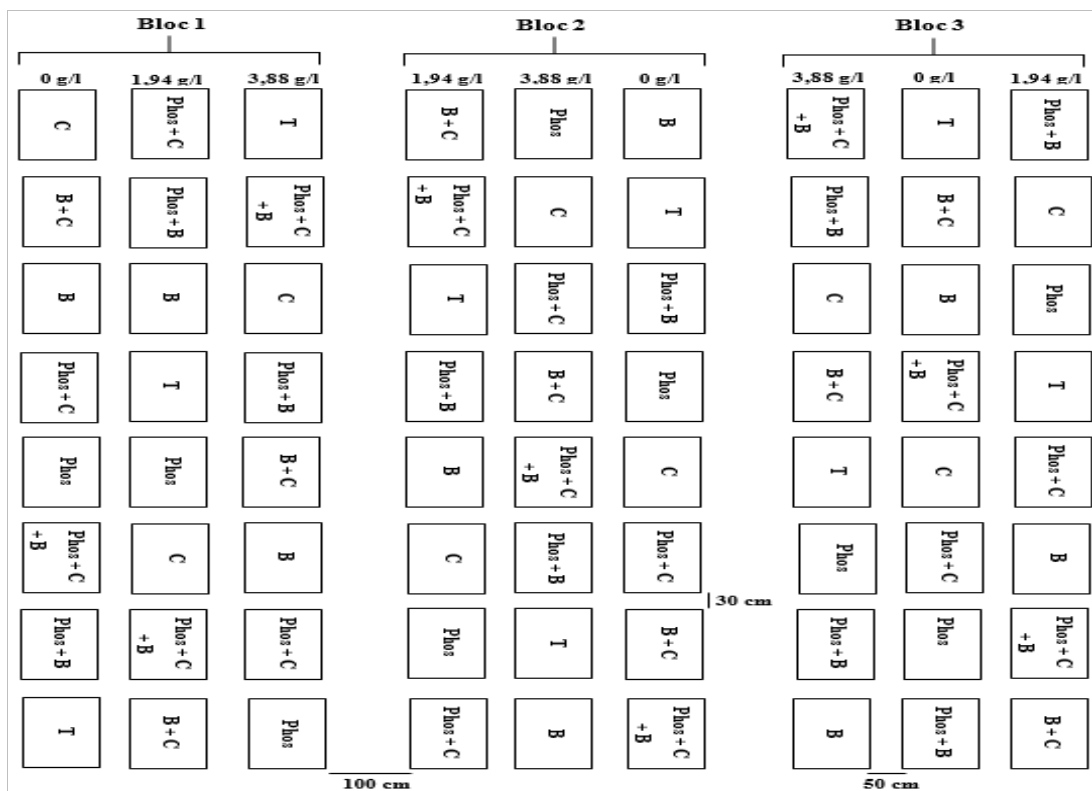 Bloc 1 Bloc 2 Bloc 3
0 g/l 1,94 g/l 3,88 g/l 1,94 g/l 3,88 g/l 0 g/l 3,88 g/l 0 g/l 1,94 g/l
C Phos + C T B + C Phos B Phos + C + B T Phos + B
B + C Phos + B Phos + C + B Phos + C + B C T Phos + B B + C C
B B C T Phos + C Phos + B C B Phos
Phos + C T Phos + B Phos + B B + C Phos B + C Phos + C + B T
Phos Phos B + C B Phos + C + B C T C Phos + C
Phos + C + B C B C Phos + B Phos + C Phos Phos + C B
30 cm
Phos + B Phos + C + B Phos + C Phos T B + C Phos + B Phos Phos + C + B
T B + C Phos Phos + C B Phos + C + B B Phos + B B + C
100 cm 50 cm